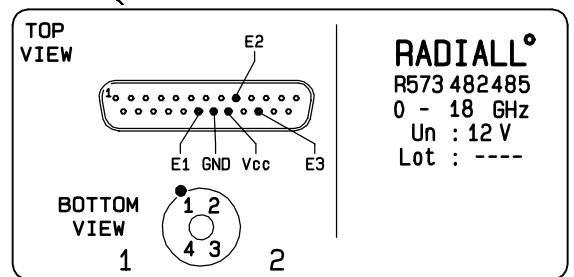 TOP
VIEW
E2
1
E1 GND Vcc E3
BOTTOM
VIEW
1 2
4 3
1 2
RADIALL°
R573 482485
0 - 18 GHz
Un : 12 V
Lot : ----